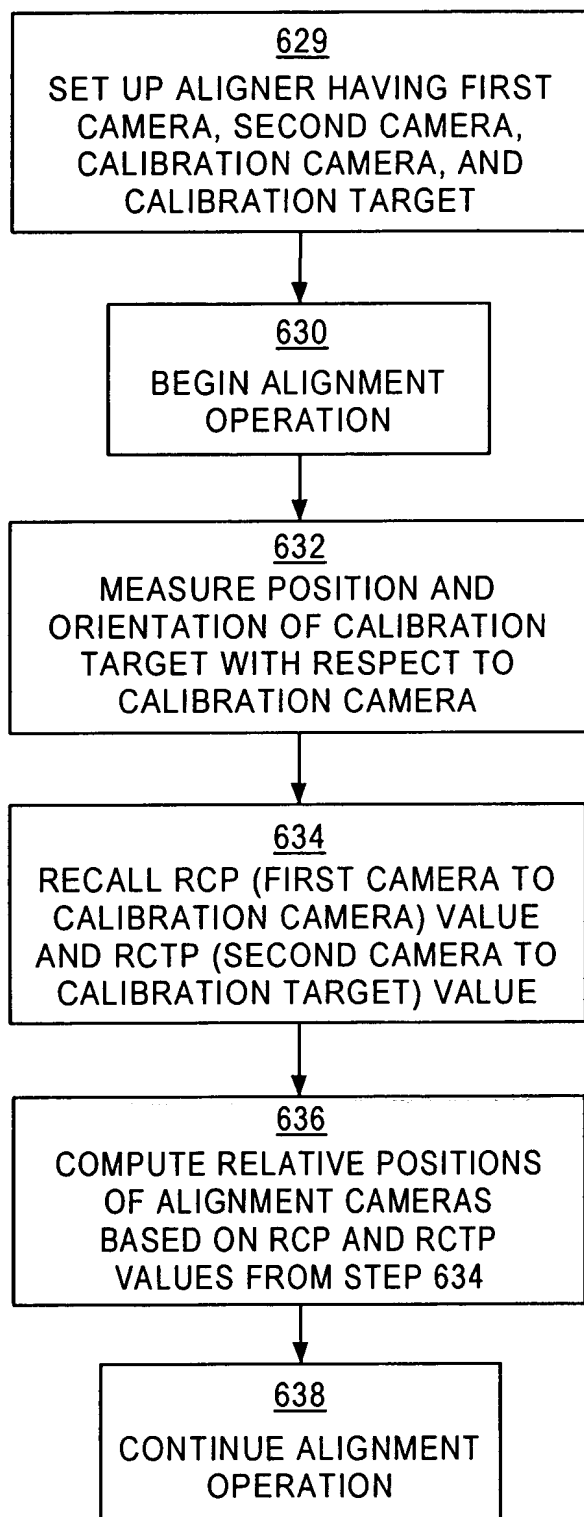 629
SET UP ALIGNER HAVING FIRST
CAMERA, SECOND CAMERA,
CALIBRATION CAMERA, AND
CALIBRATION TARGET
630
BEGIN ALIGNMENT
OPERATION
632
MEASURE POSITION AND
ORIENTATION OF CALIBRATION
TARGET WITH RESPECT TO
CALIBRATION CAMERA
634
RECALL RCP (FIRST CAMERA TO
CALIBRATION CAMERA) VALUE
AND RCTP (SECOND CAMERA TO
CALIBRATION TARGET) VALUE
636
COMPUTE RELATIVE POSITIONS
OF ALIGNMENT CAMERAS
BASED ON RCP AND RCTP
VALUES FROM STEP 634
638
CONTINUE ALIGNMENT
OPERATION